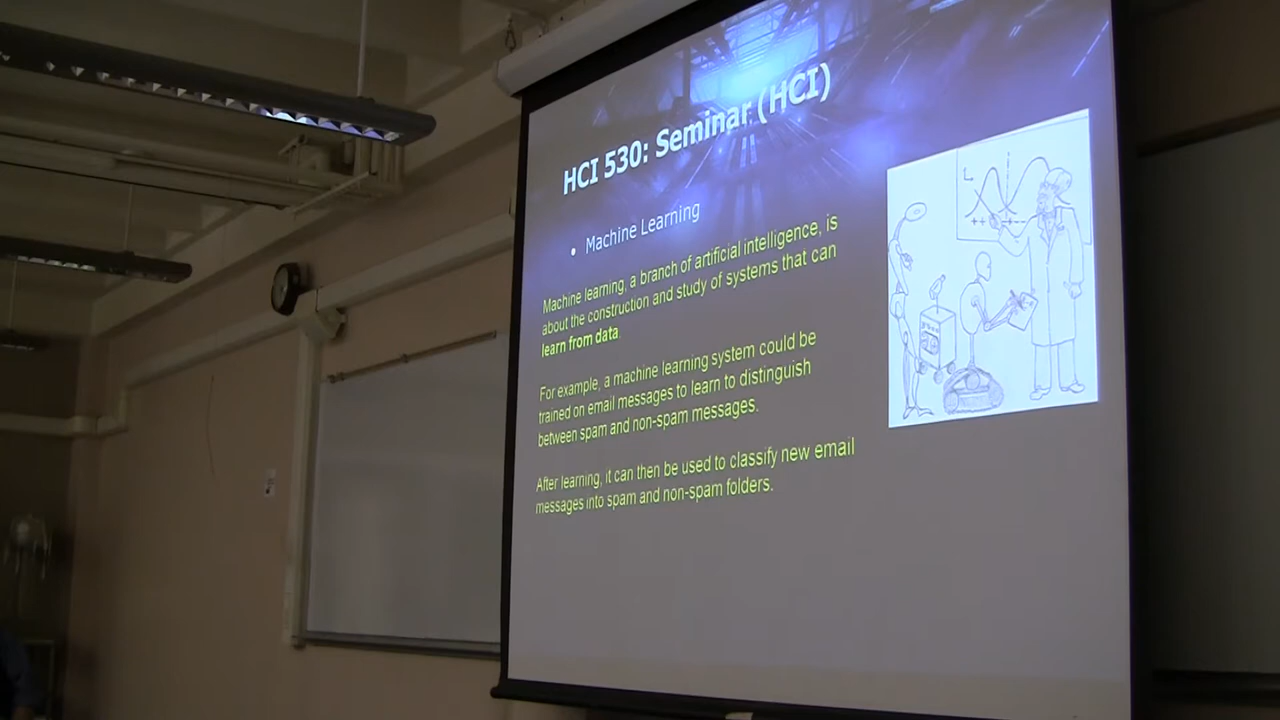 HCI 530: Seminar (HCI)
• Machine Learning
Machine learning, a branch of artificial intelligence, is
about the construction and study of systems that can
learn from data.
For example, a machine learning system could be
trained on email messages to learn to distinguish
between spam and non-spam messages.
After learning, it can then be used to classify new email
messages into spam and non-spam folders.